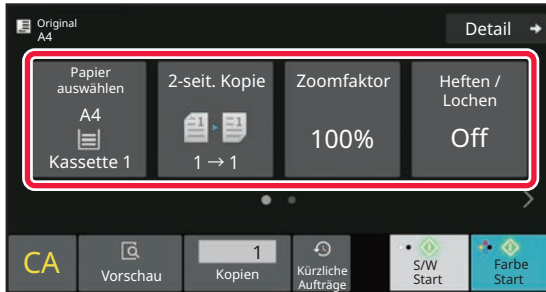 Original
A4
Detail
Papier
auswählen
A4
Kassette 1
2-seit. Kopie
1 → 1
Zoomfaktor
100%
Heften /
Lochen
Off
CA
Vorschau
1
Kopien
Kürzliche
Aufträge
S/W
Start
Farbe
Start